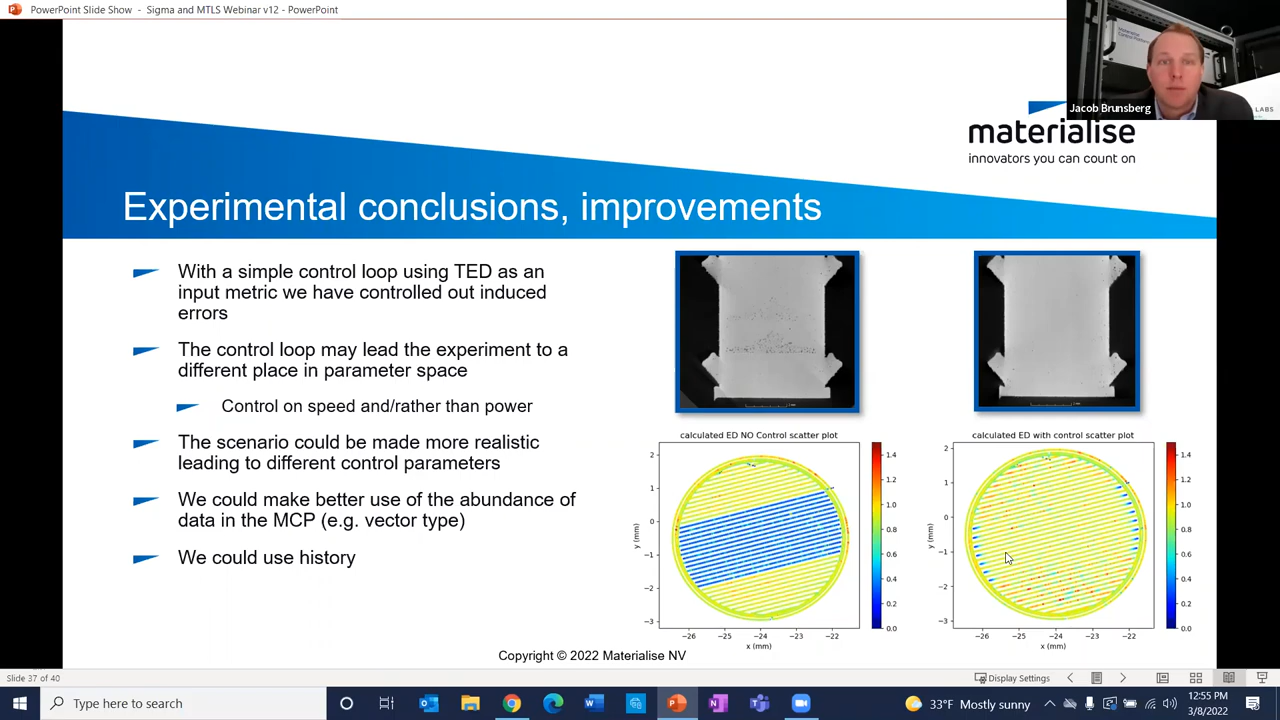 PowerPoint Slide Show - Sigma and MTLS Webinar v12 - PowerPoint
Materialise
Jacob Brunsberg
LABS
materialise
innovators you can count on
Experimental conclusions, improvements
With a simple control loop using TED as an
input metric we have controlled out induced
errors
The control loop may lead the experiment to a
different place in parameter space
Control on speed and/rather than power
The scenario could be made more realistic
leading to different control parameters
We could make better use of the abundance of
data in the MCP (e.g. vector type)
We could use history
calculated ED NO Control scatter plot
2
1
0
−1
−2
−3
y (mm)
−26 −25 −24 −23 −22
x (mm)
1.4
1.2
1.0
0.8
0.6
0.4
0.2
0.0
calculated ED with control scatter plot
2
1
0
−1
−2
−3
y (mm)
−26 −25 −24 −23 −22
x (mm)
1.4
1.2
1.0
0.8
0.6
0.4
0.2
0.0
Copyright © 2022 Materialise NV
Slide 37 of 40
Display Settings
Type here to search
33°F Mostly sunny
12:55 PM
3/8/2022